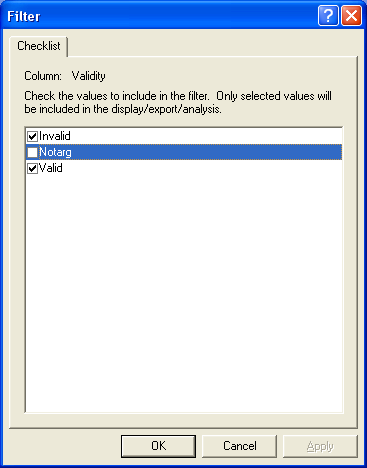 Filter
Checklist
Column: Validity
Check the values to include in the filter. Only selected values will
be included in the display/export/analysis.
Invalid
Notarg
Valid
OK
Cancel
Apply